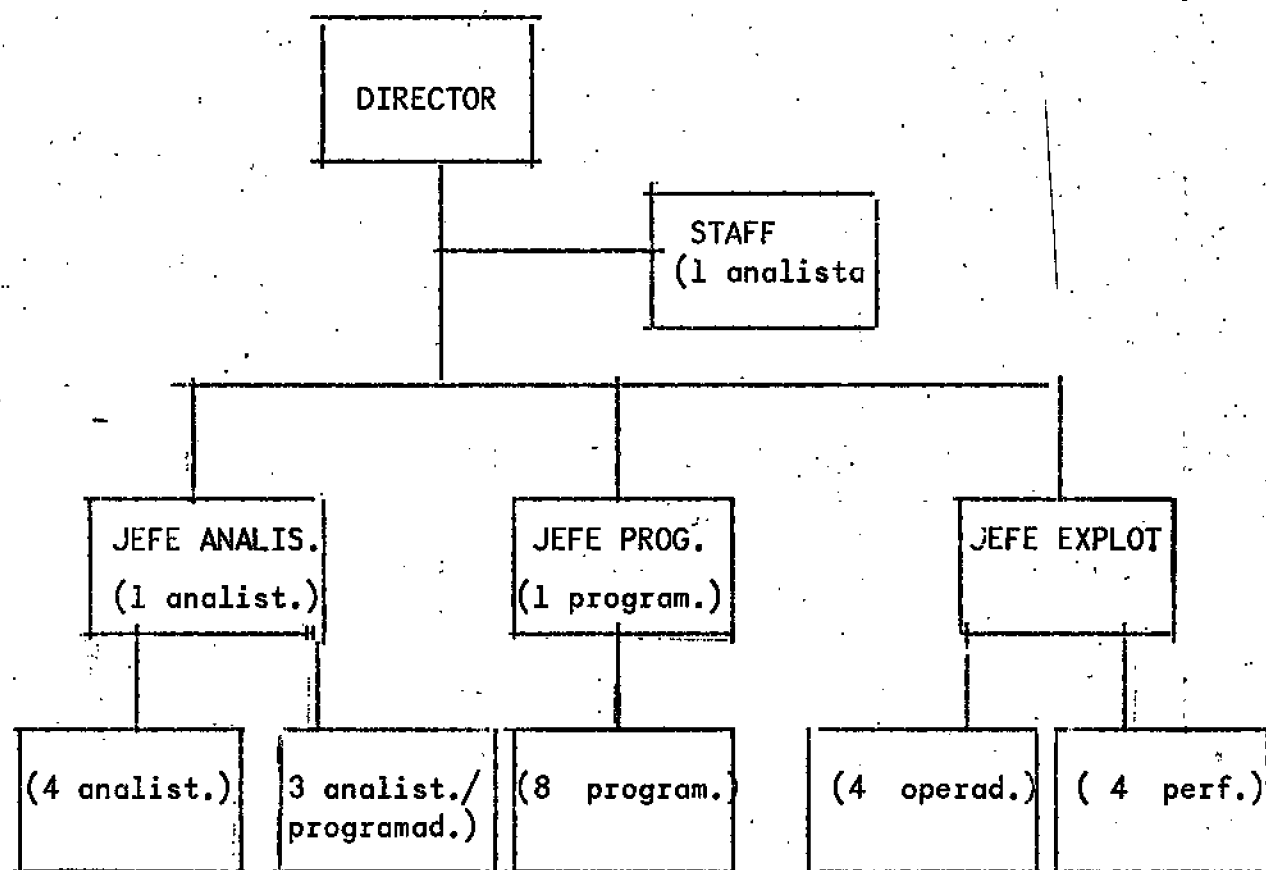 DIRECTOR
STAFF
(1 analista
JEFE ANALIS.
(1 analist.)
JEFE PROG.
(1 program.)
JEFE EXPLOT
(4 analist.)
3 analist./
programad.)
(8 program.)
(4 operad.)
( 4 perf.)